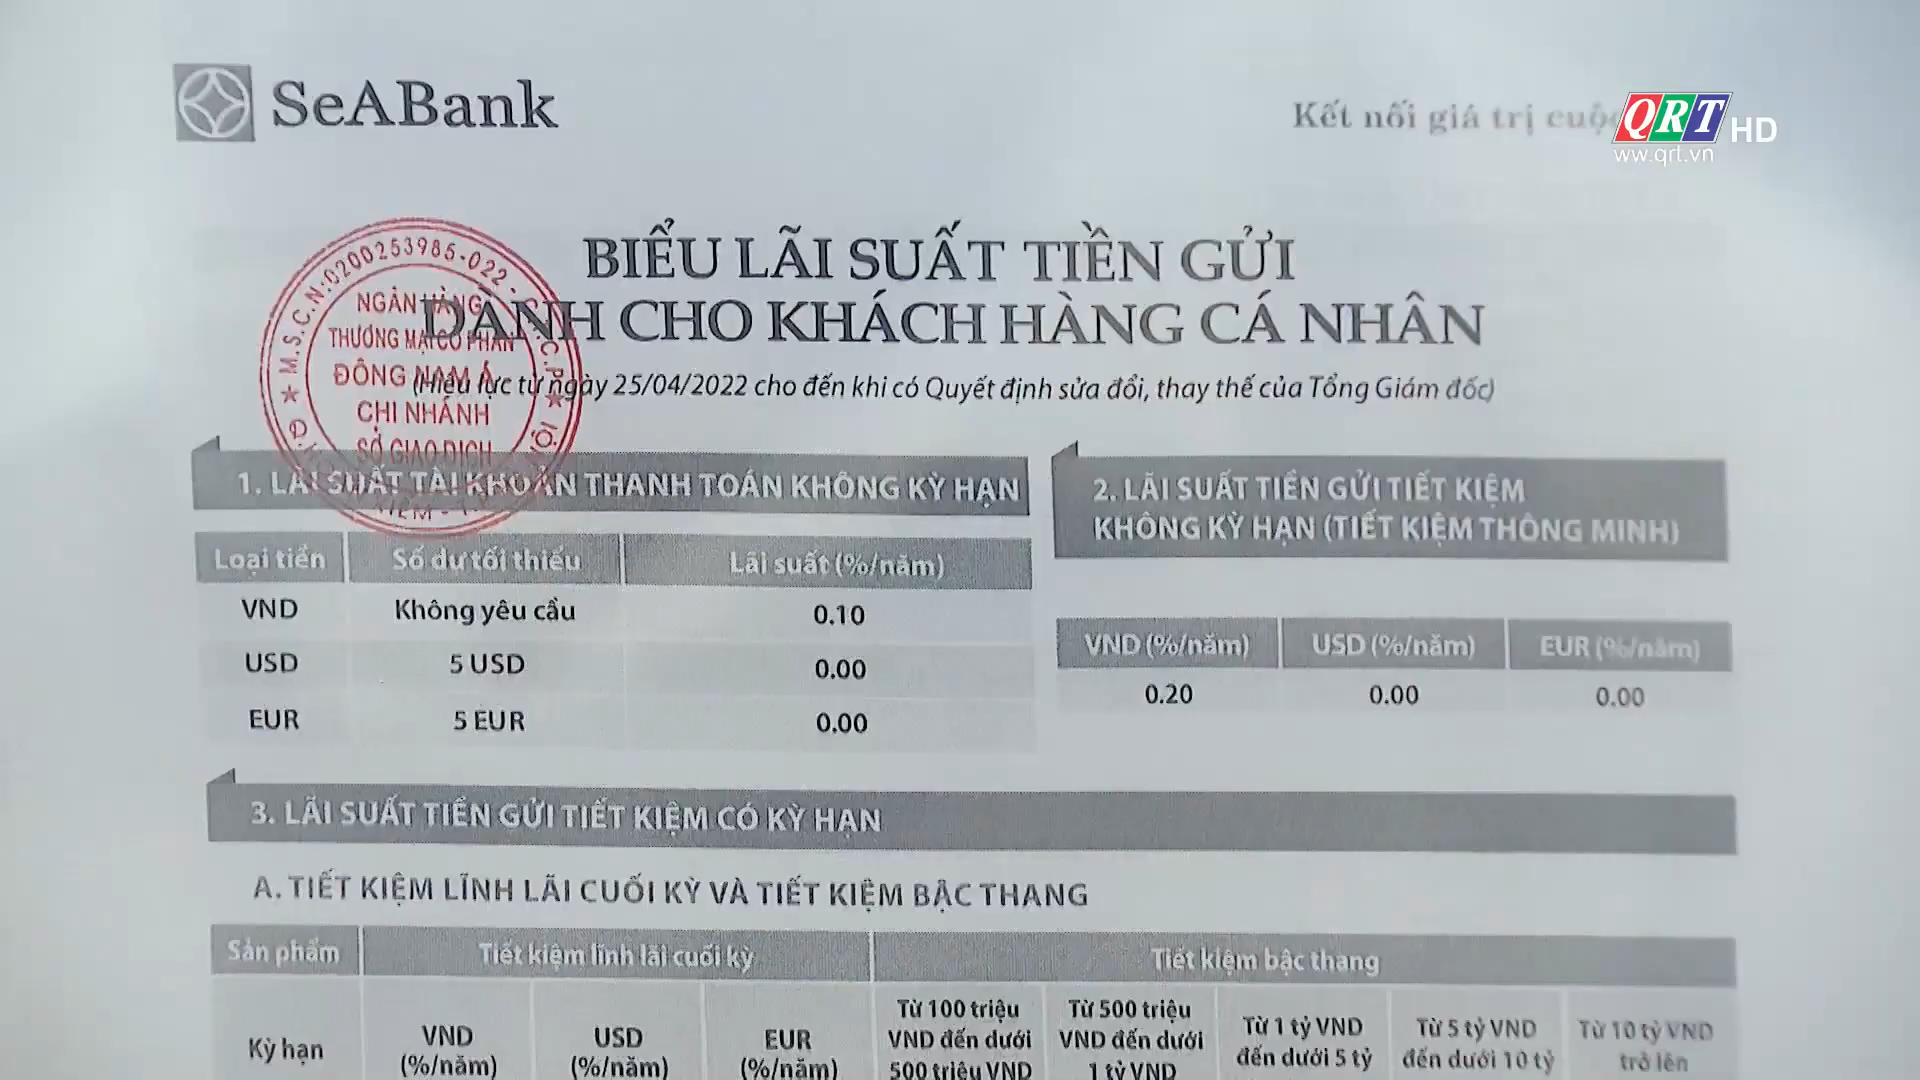 SeABank
Kết nối giá trị cuộc
QRT HD
ww.qrt.vn
BIỂU LÃI SUẤT TIỀN GỬI
DÀNH CHO KHÁCH HÀNG CÁ NHÂN
(Hiệu lực từ ngày 25/04/2022 cho đến khi có Quyết định sửa đổi, thay thế của Tổng Giám đốc)
M.S.C.N:0200253985-022
NGÂN HÀNG
THƯƠNG MẠI CỔ PHẦN
ĐÔNG NAM Á
CHI NHÁNH
SỞ GIAO DỊCH
1. LÃI SUẤT TÀI KHOẢN THANH TOÁN KHÔNG KỲ HẠN
Loại tiền Số dư tối thiểu Lãi suất (%/năm)
VND Không yêu cầu 0.10
USD 5 USD 0.00
EUR 5 EUR 0.00
2. LÃI SUẤT TIỀN GỬI TIẾT KIỆM
KHÔNG KỲ HẠN (TIẾT KIỆM THÔNG MINH)
VND (%/năm) USD (%/năm) EUR (%/năm)
0.20 0.00 0.00
3. LÃI SUẤT TIỀN GỬI TIẾT KIỆM CÓ KỲ HẠN
A. TIẾT KIỆM LĨNH LÃI CUỐI KỲ VÀ TIẾT KIỆM BẬC THANG
Sản phẩm Tiết kiệm lĩnh lãi cuối kỳ Tiết kiệm bậc thang
Kỳ hạn
VND
(%/năm)
USD
(%/năm)
EUR
(%/năm)
Từ 100 triệu
VND đến dưới
500 triệu VND
Từ 500 triệu
VND đến dưới
1 tỷ VND
Từ 1 tỷ VND
đến dưới 5 tỷ
Từ 5 tỷ VND
đến dưới 10 tỷ
Từ 10 tỷ VND
trở lên